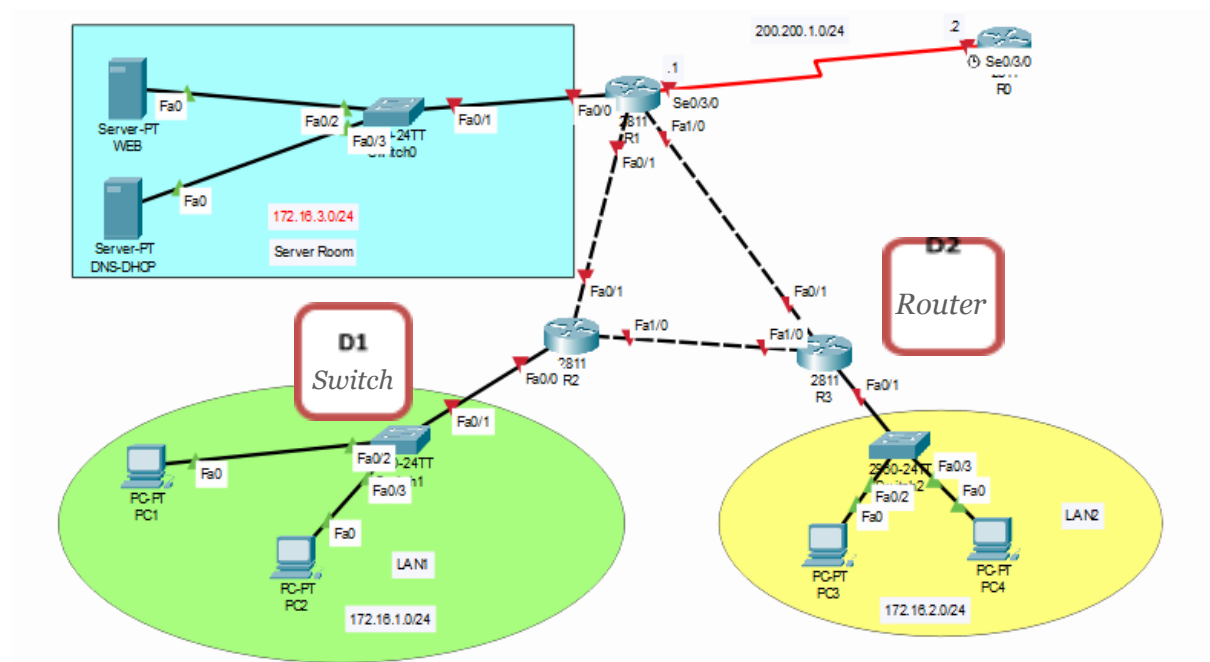 200.200.1.0/24
.2
Se0/3/0
R0
.1
Fa0
Fa0/2
Fa0/1
Fa0/0
Se0/3/0
Server-PT
WEB
Fa0/3
-24TT
2811
R1
Fa1/0
Fa0/1
Fa0
172.16.3.0/24
Server-PT
DNS-DHCP
Server Room
D2
Router
Fa0/1
Fa0/1
D1
Switch
Fa1/0
Fa1/0
2811
R2
Fa0/0
2811
R3
Fa0/1
Fa0/1
Fa0/2
-24TT
Fa0
Fa0/3
PC-PT
PC1
Fa0
LAN1
PC-PT
PC2
172.16.1.0/24
Fa0/3
Fa0/2
Fa0
Fa0
LAN2
PC-PT
PC3
PC-PT
PC4
172.16.2.0/24